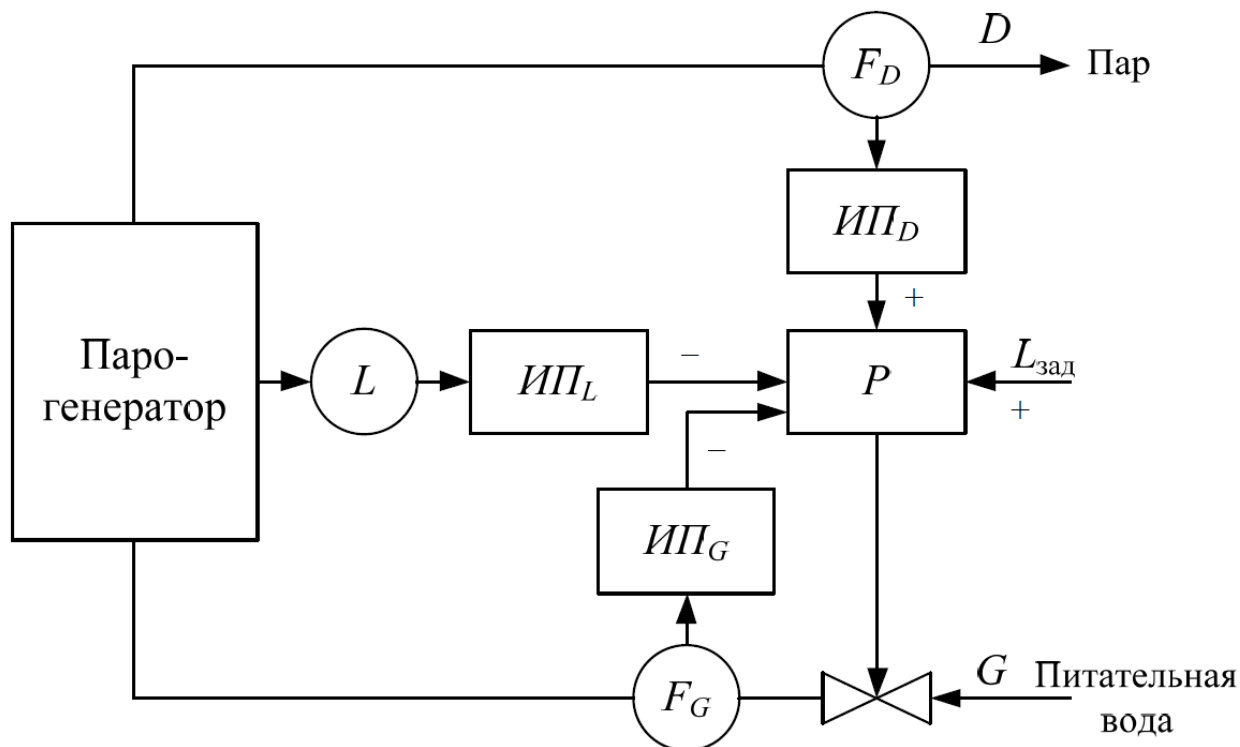 D
F_D
Пар
ИП_D
+
Паро-
генератор
L
ИП_L
–
P
L_зад
+
–
ИП_G
F_G
G
Питательная
вода